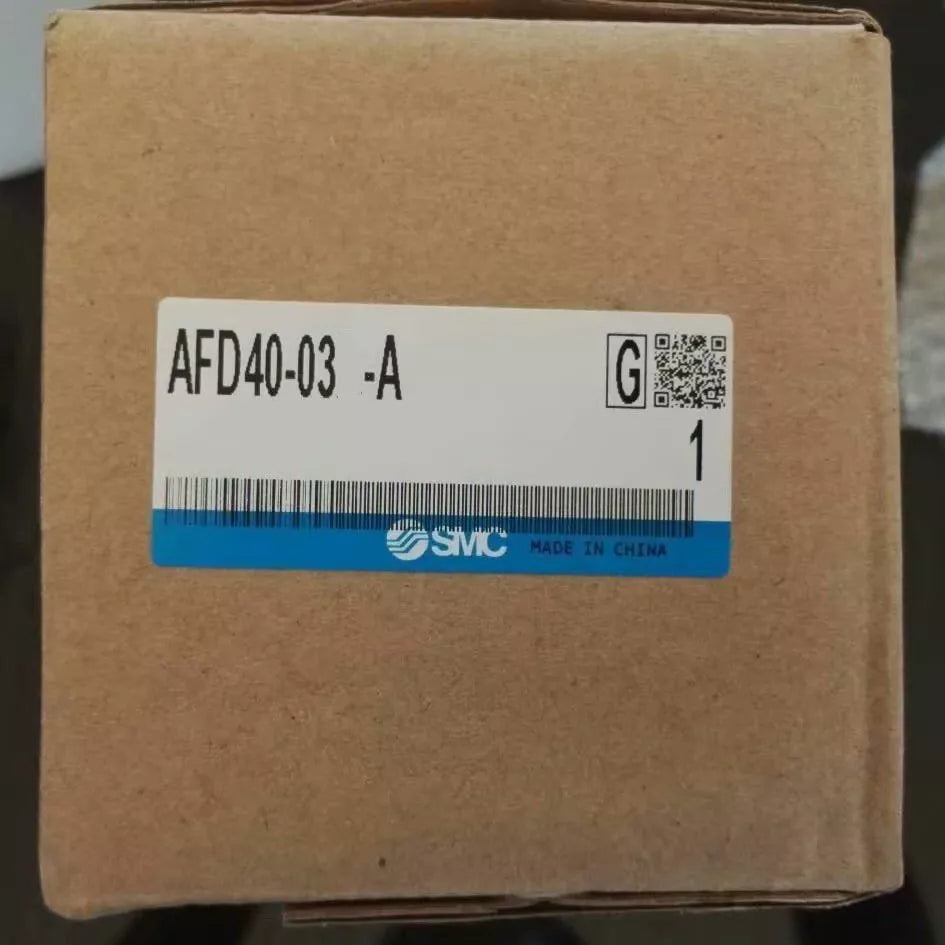 AFD40-03 -A
G
1
SMC MADE IN CHINA